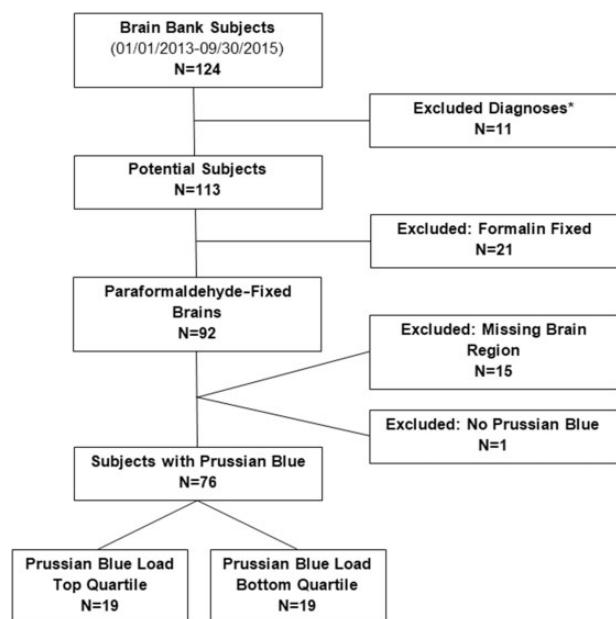 Brain Bank Subjects
(01/01/2013-09/30/2015)
N=124
Excluded Diagnoses*
N=11
Potential Subjects
N=113
Excluded: Formalin Fixed
N=21
Paraformaldehyde-Fixed
Brains
N=92
Excluded: Missing Brain
Region
N=15
Excluded: No Prussian Blue
N=1
Subjects with Prussian Blue
N=76
Prussian Blue Load
Top Quartile
N=19
Prussian Blue Load
Bottom Quartile
N=19